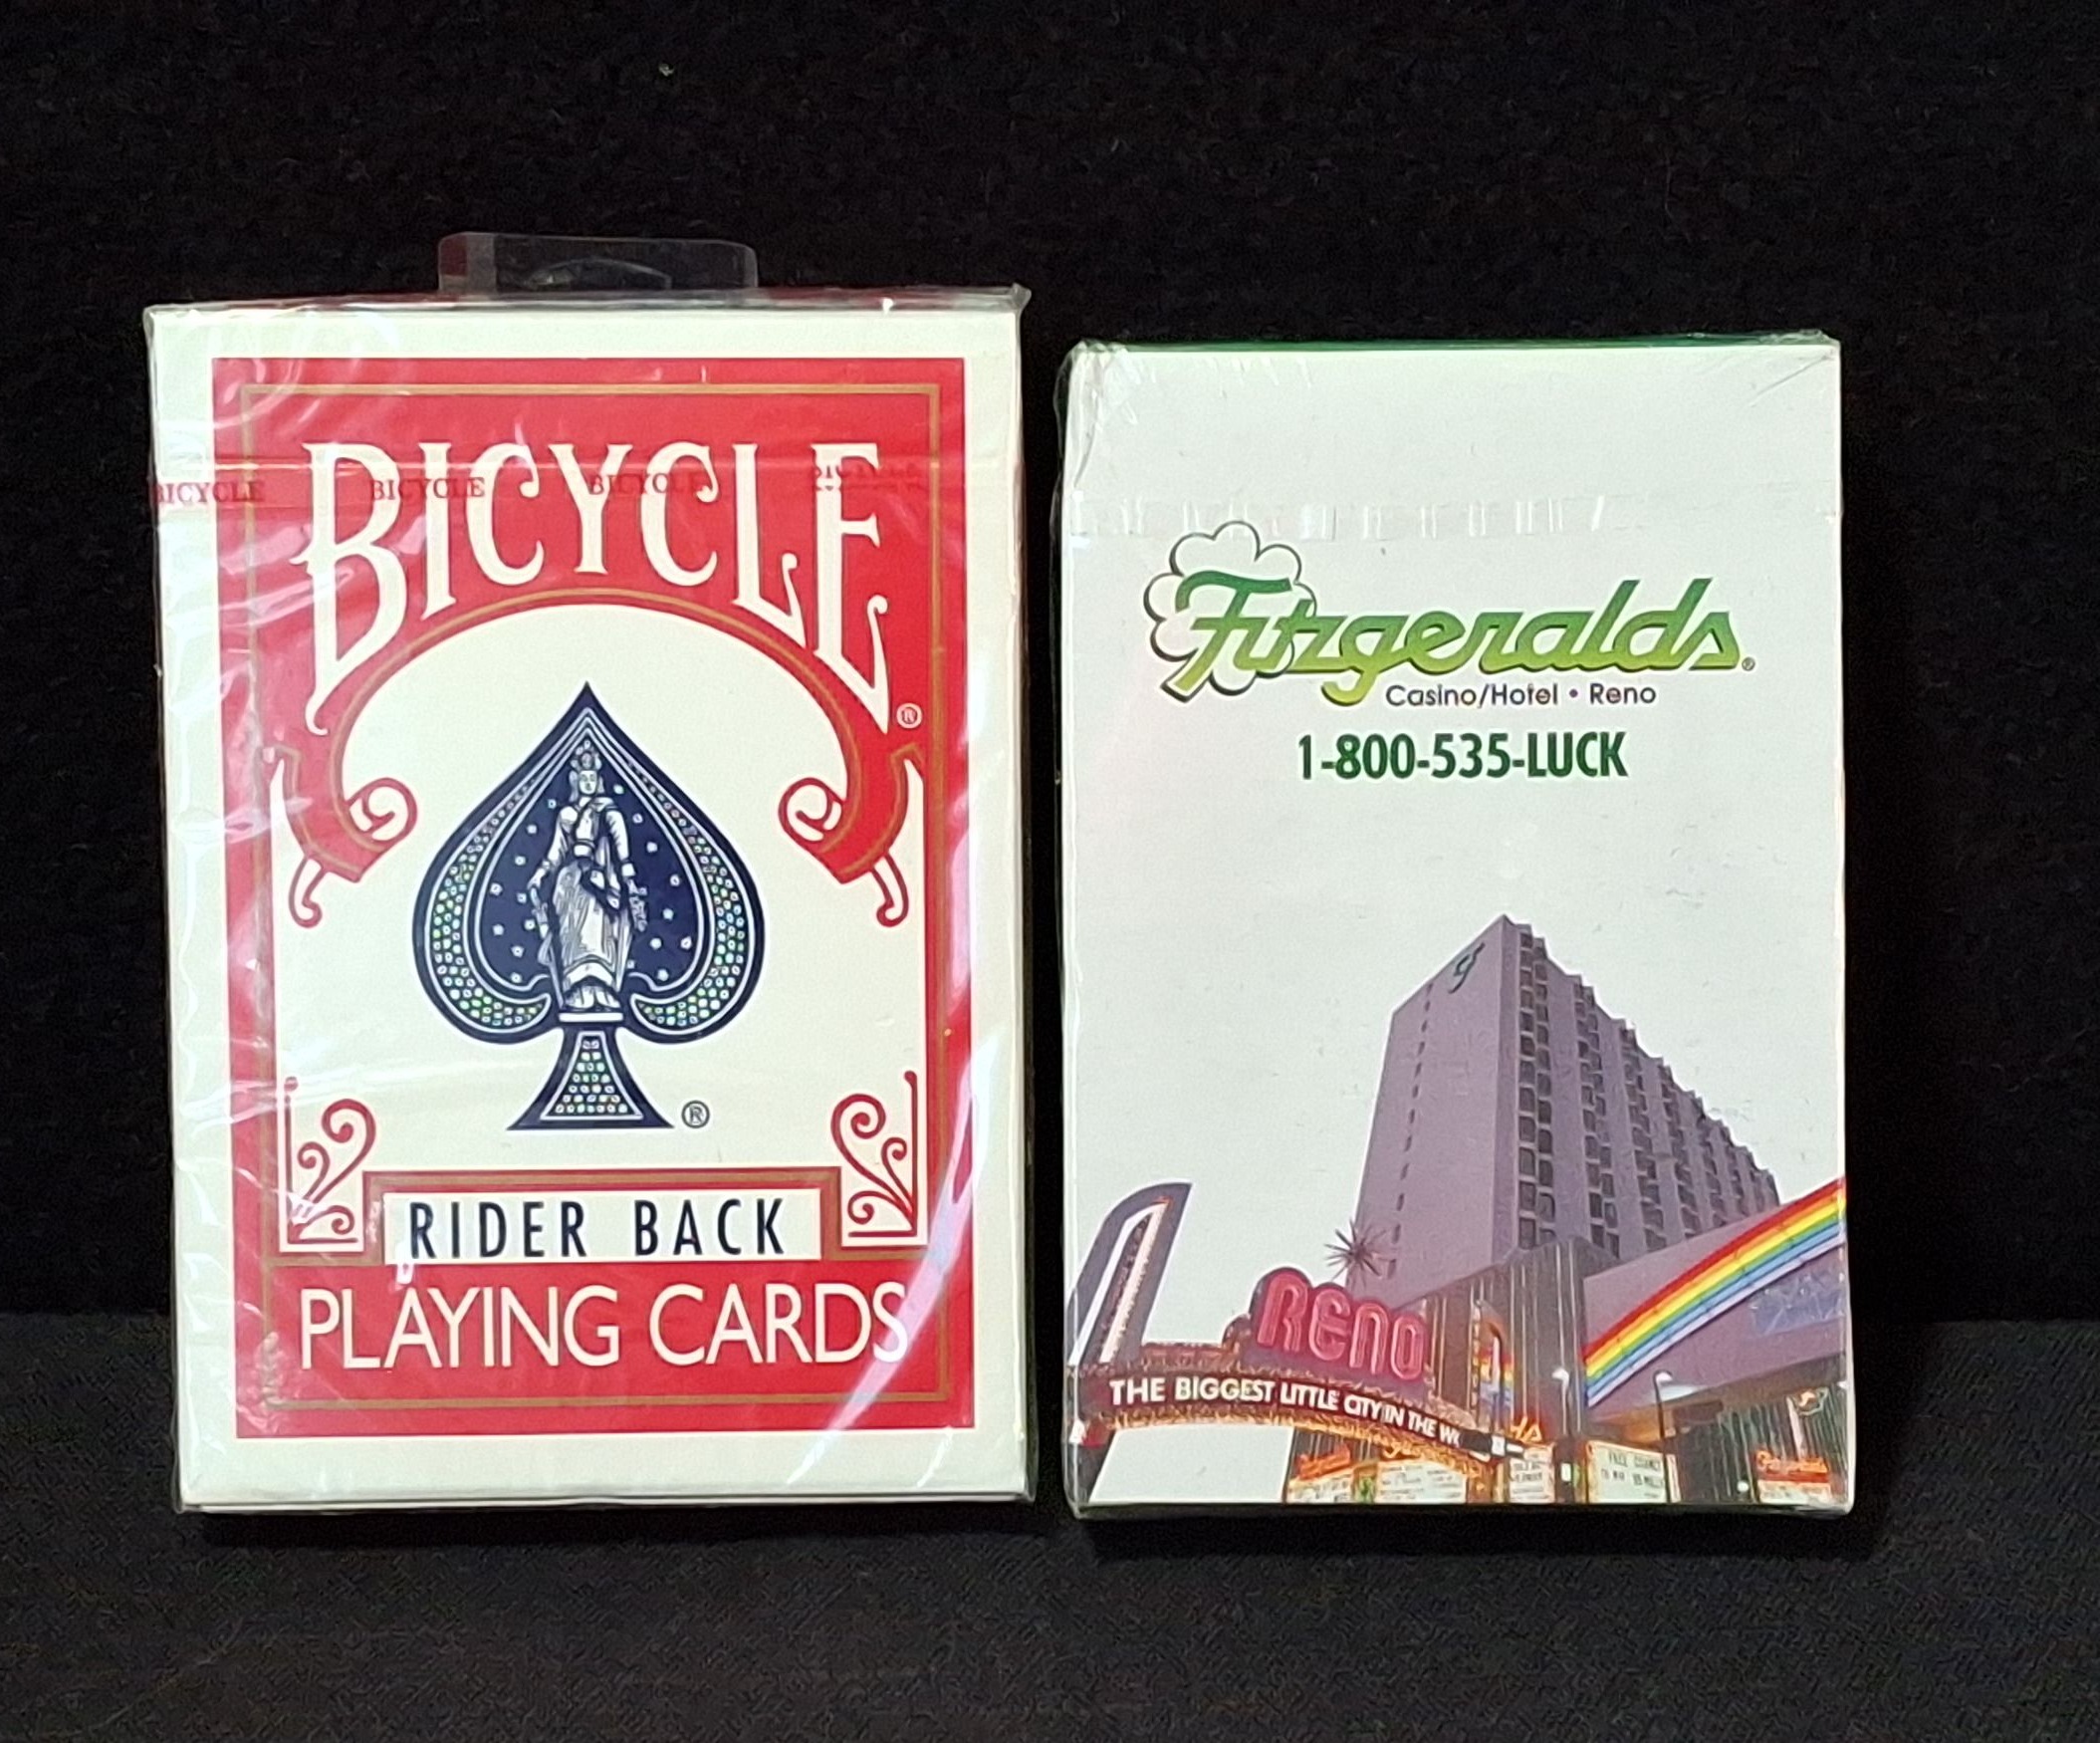 BICYCLE BICYCLE BICYCLE
BICYCLE®
®
RIDER BACK
PLAYING CARDS
Fitzgeralds®
Casino/Hotel • Reno
1-800-535-LUCK
RENO
THE BIGGEST LITTLE CITY IN THE